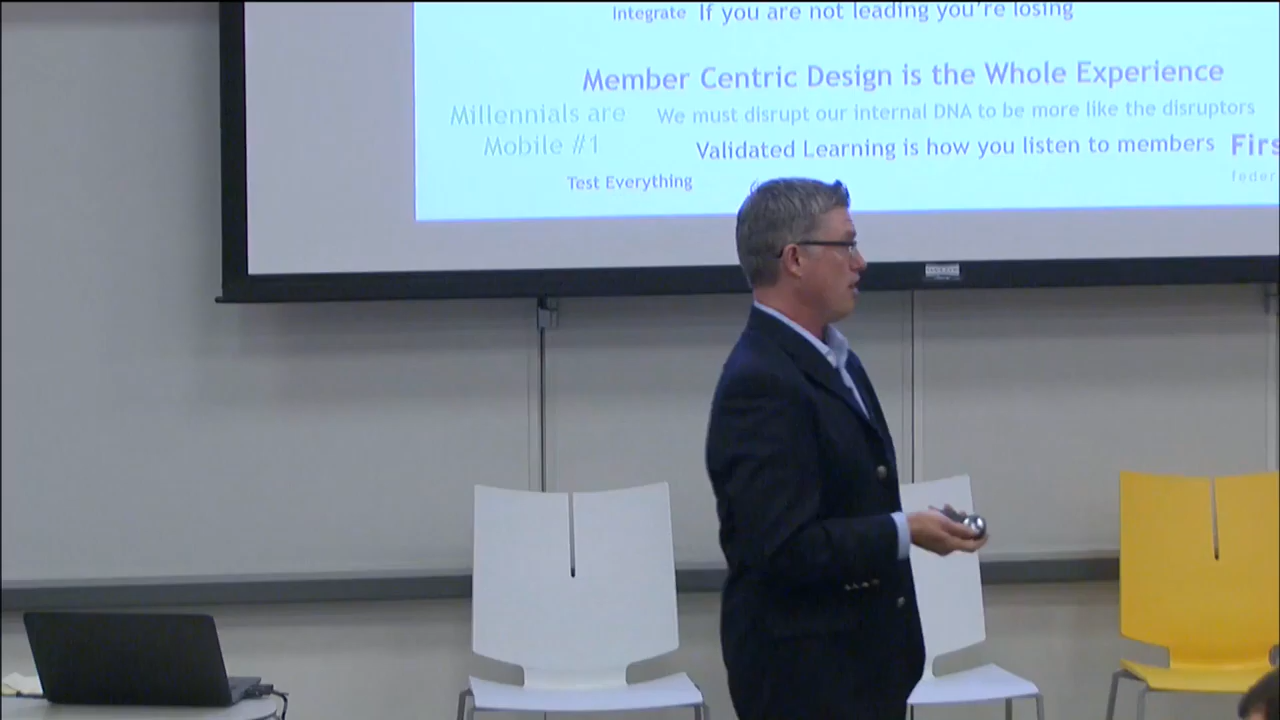 Integrate If you are not leading you're losing
Member Centric Design is the Whole Experience
Millennials are
Mobile #1
We must disrupt our internal DNA to be more like the disruptors
Validated Learning is how you listen to members
Test Everything
Firs
feder